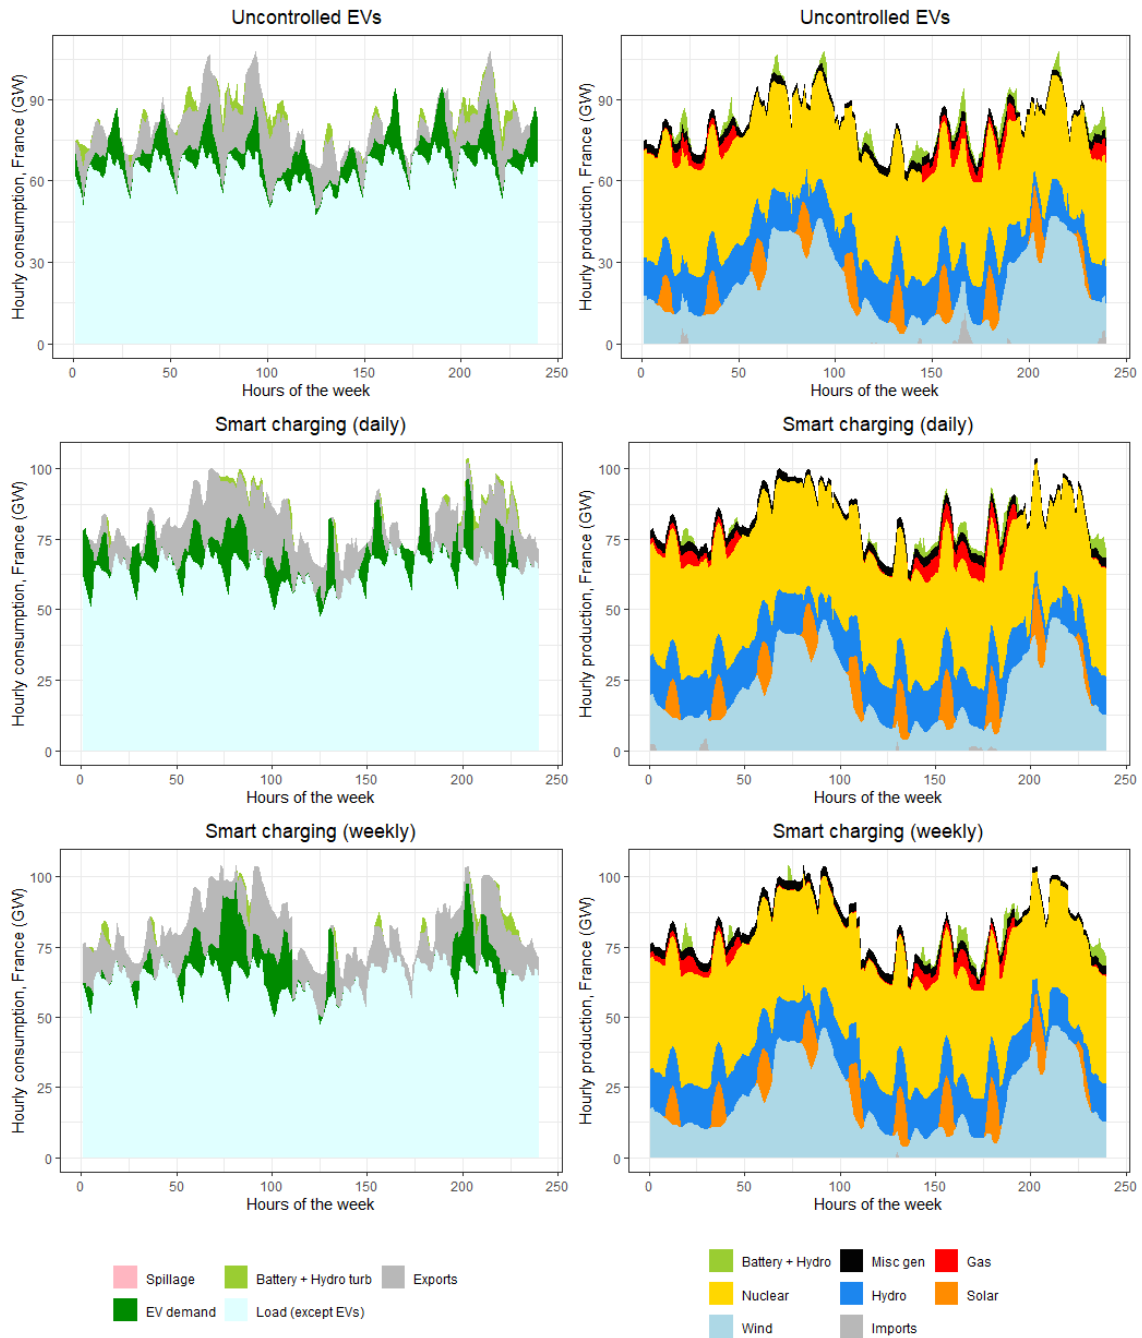 Uncontrolled EVs
Hourly consumption, France (GW)
90
60
30
0
0 50 100 150 200 250
Hours of the week
Uncontrolled EVs
Hourly production, France (GW)
90
60
30
0
0 50 100 150 200 250
Hours of the week
Smart charging (daily)
Hourly consumption, France (GW)
100
75
50
25
0
0 50 100 150 200 250
Hours of the week
Smart charging (daily)
Hourly production, France (GW)
100
75
50
25
0
0 50 100 150 200 250
Hours of the week
Smart charging (weekly)
Hourly consumption, France (GW)
100
75
50
25
0
0 50 100 150 200 250
Hours of the week
Smart charging (weekly)
Hourly production, France (GW)
100
75
50
25
0
0 50 100 150 200 250
Hours of the week
Spillage Battery + Hydro turb Exports
EV demand Load (except EVs)
Battery + Hydro Misc gen Gas
Nuclear Hydro Solar
Wind Imports